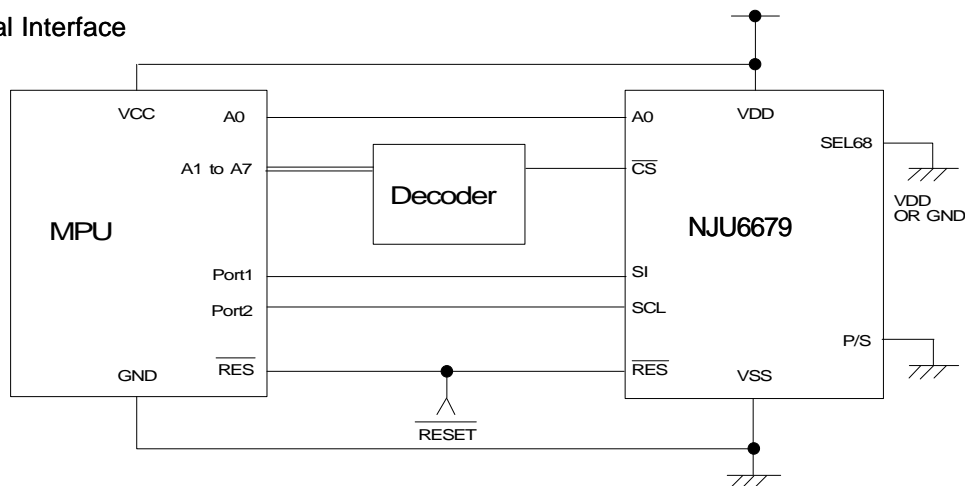 al Interface
VCC
A0
A0
VDD
SEL68
A1 to A7
Decoder
CS
VDD
OR GND
MPU
NJU6679
Port1
SI
Port2
SCL
P/S
RES
RES
GND
VSS
RESET